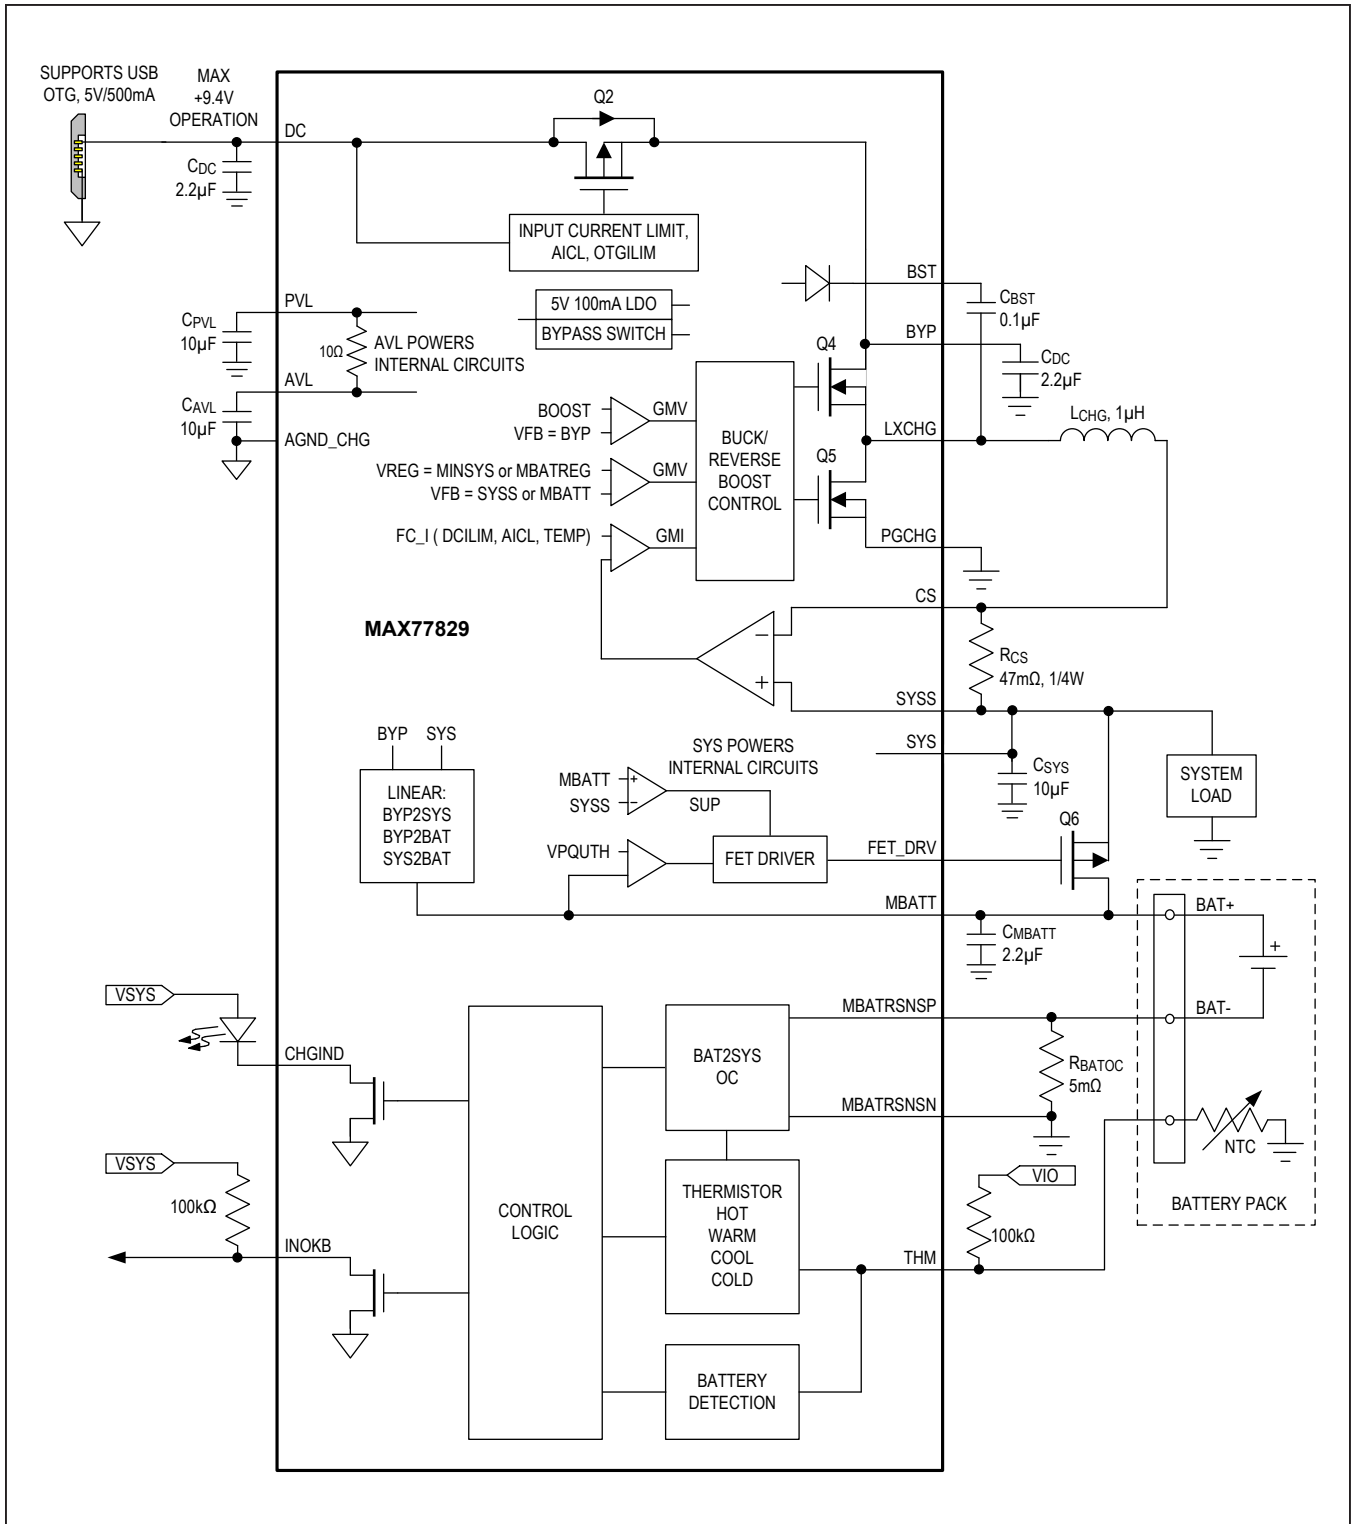 SUPPORTS USB
OTG, 5V/500mA
MAX
+9.4V
OPERATION
DC
CDC
2.2µF
Q2
INPUT CURRENT LIMIT,
AICL, OTGILIM
BST
CBST
0.1µF
PVL
CPVL
10µF
10Ω
AVL POWERS
INTERNAL CIRCUITS
5V 100mA LDO
BYPASS SWITCH
BYP
CDC
2.2µF
Q4
AVL
CAVL
10µF
AGND_CHG
BOOST
VFB = BYP
GMV
BUCK/
REVERSE
BOOST
CONTROL
LXCHG
LCHG, 1µH
Q5
VREG = MINSYS or MBATREG
VFB = SYSS or MBATT
GMV
FC_I ( DCILIM, AICL, TEMP)
GMI
PGCHG
CS
MAX77829
−
+
RCS
47mΩ, 1/4W
SYSS
SYS
BYP SYS
LINEAR:
BYP2SYS
BYP2BAT
SYS2BAT
SYS POWERS
INTERNAL CIRCUITS
MBATT
SYSS
+
−
SUP
CSYS
10µF
SYSTEM
LOAD
Q6
VPQUTH
FET DRIVER
FET_DRV
MBATT
CMBATT
2.2µF
BAT+
+
BAT-
VSYS
CHGIND
MBATRSNSP
BAT2SYS
OC
RBATOC
5mΩ
MBATRSNSN
NTC
BATTERY PACK
VSYS
100kΩ
INOKB
CONTROL
LOGIC
THERMISTOR
HOT
WARM
COOL
COLD
VIO
100kΩ
THM
BATTERY
DETECTION